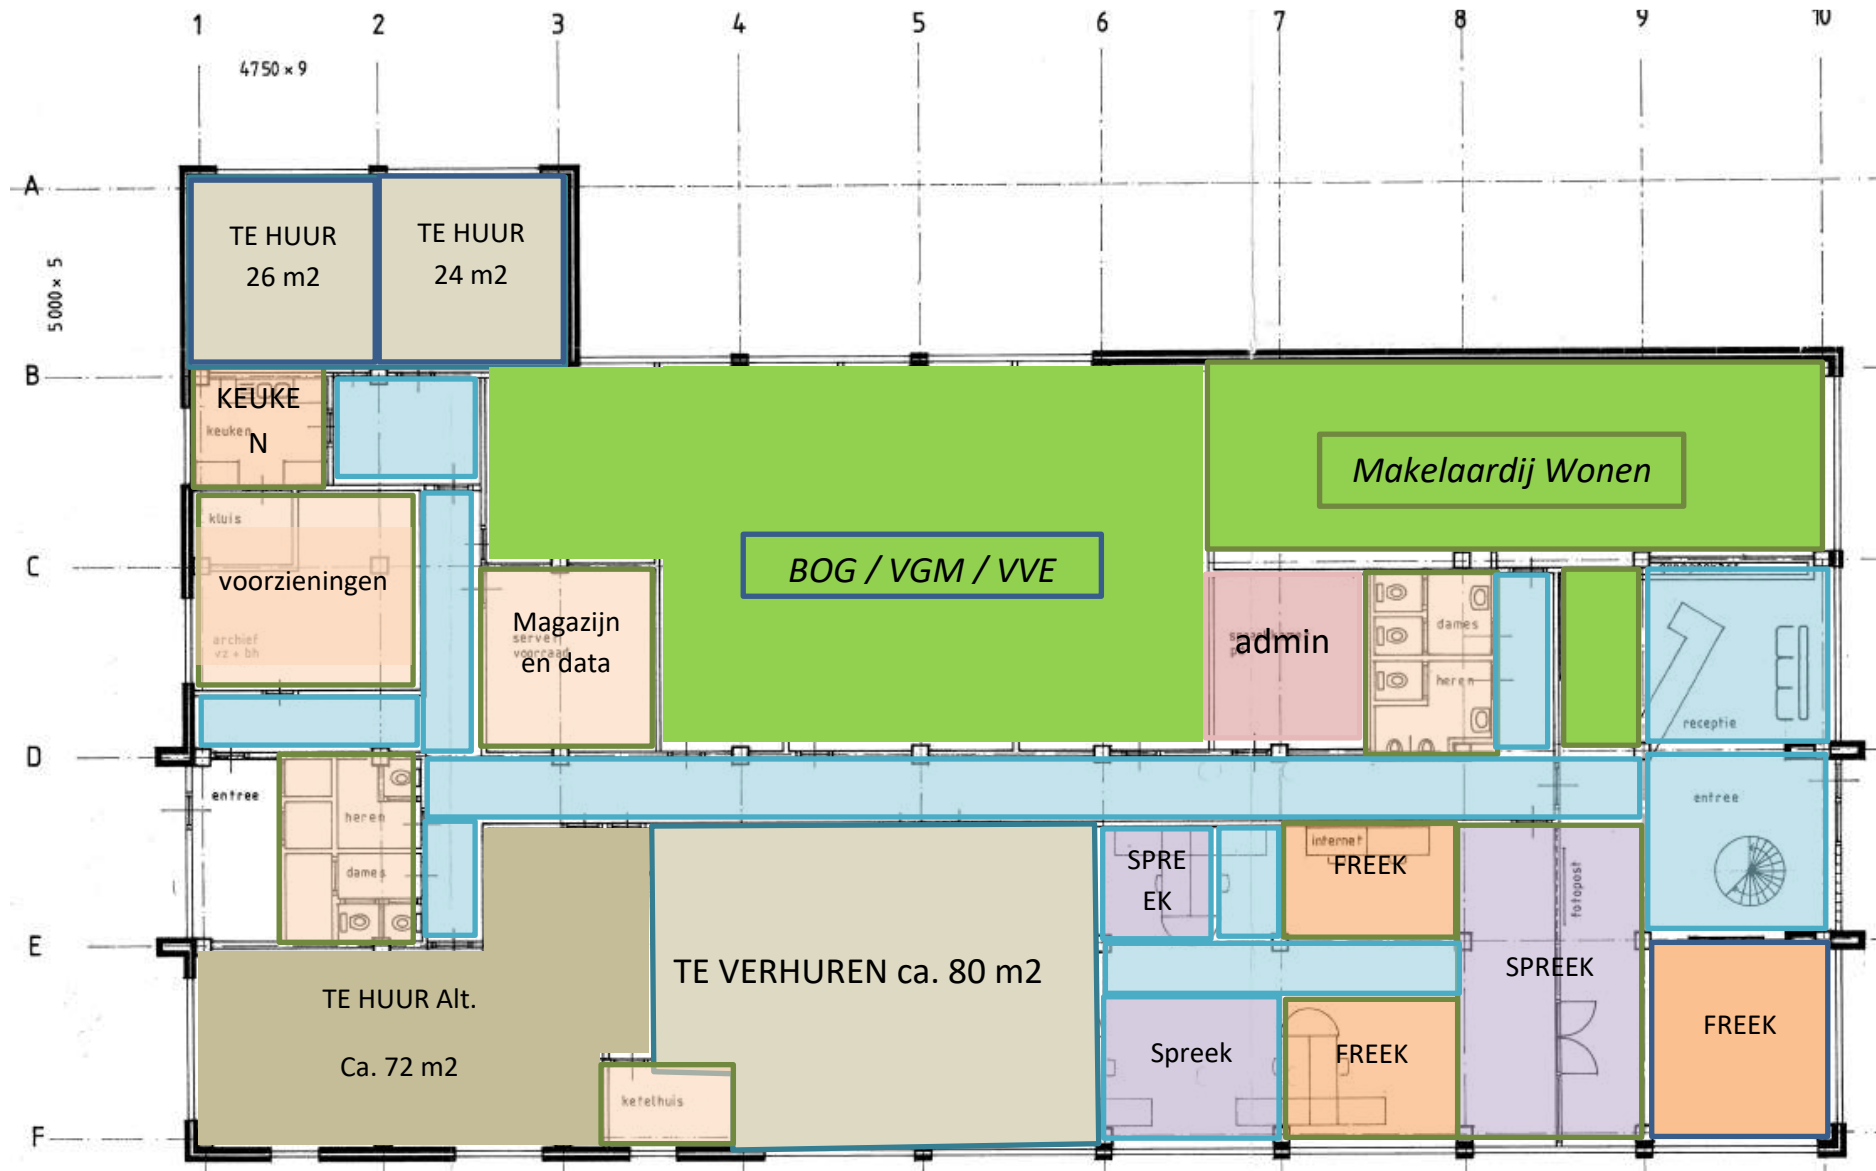 1 2 3 4 5 6 7 8 9 10
4750 × 9
A
5000 × 5
TE HUUR
26 m2
TE HUUR
24 m2
B
KEUKE
N
keuken
Makelaardij Wonen
kluis
C
BOG / VGM / VVE
voorzieningen
archief
vz + bh
Magazijn
en data
server
voorraad
admin
dames
heren
receptie
D
entree
entree
heren
dames
SPRE
EK
internet
FREEK
fotopost
E
TE VERHUREN ca. 80 m2
SPREEK
TE HUUR Alt.
Ca. 72 m2
Spreek
FREEK
FREEK
ketelhuis
F